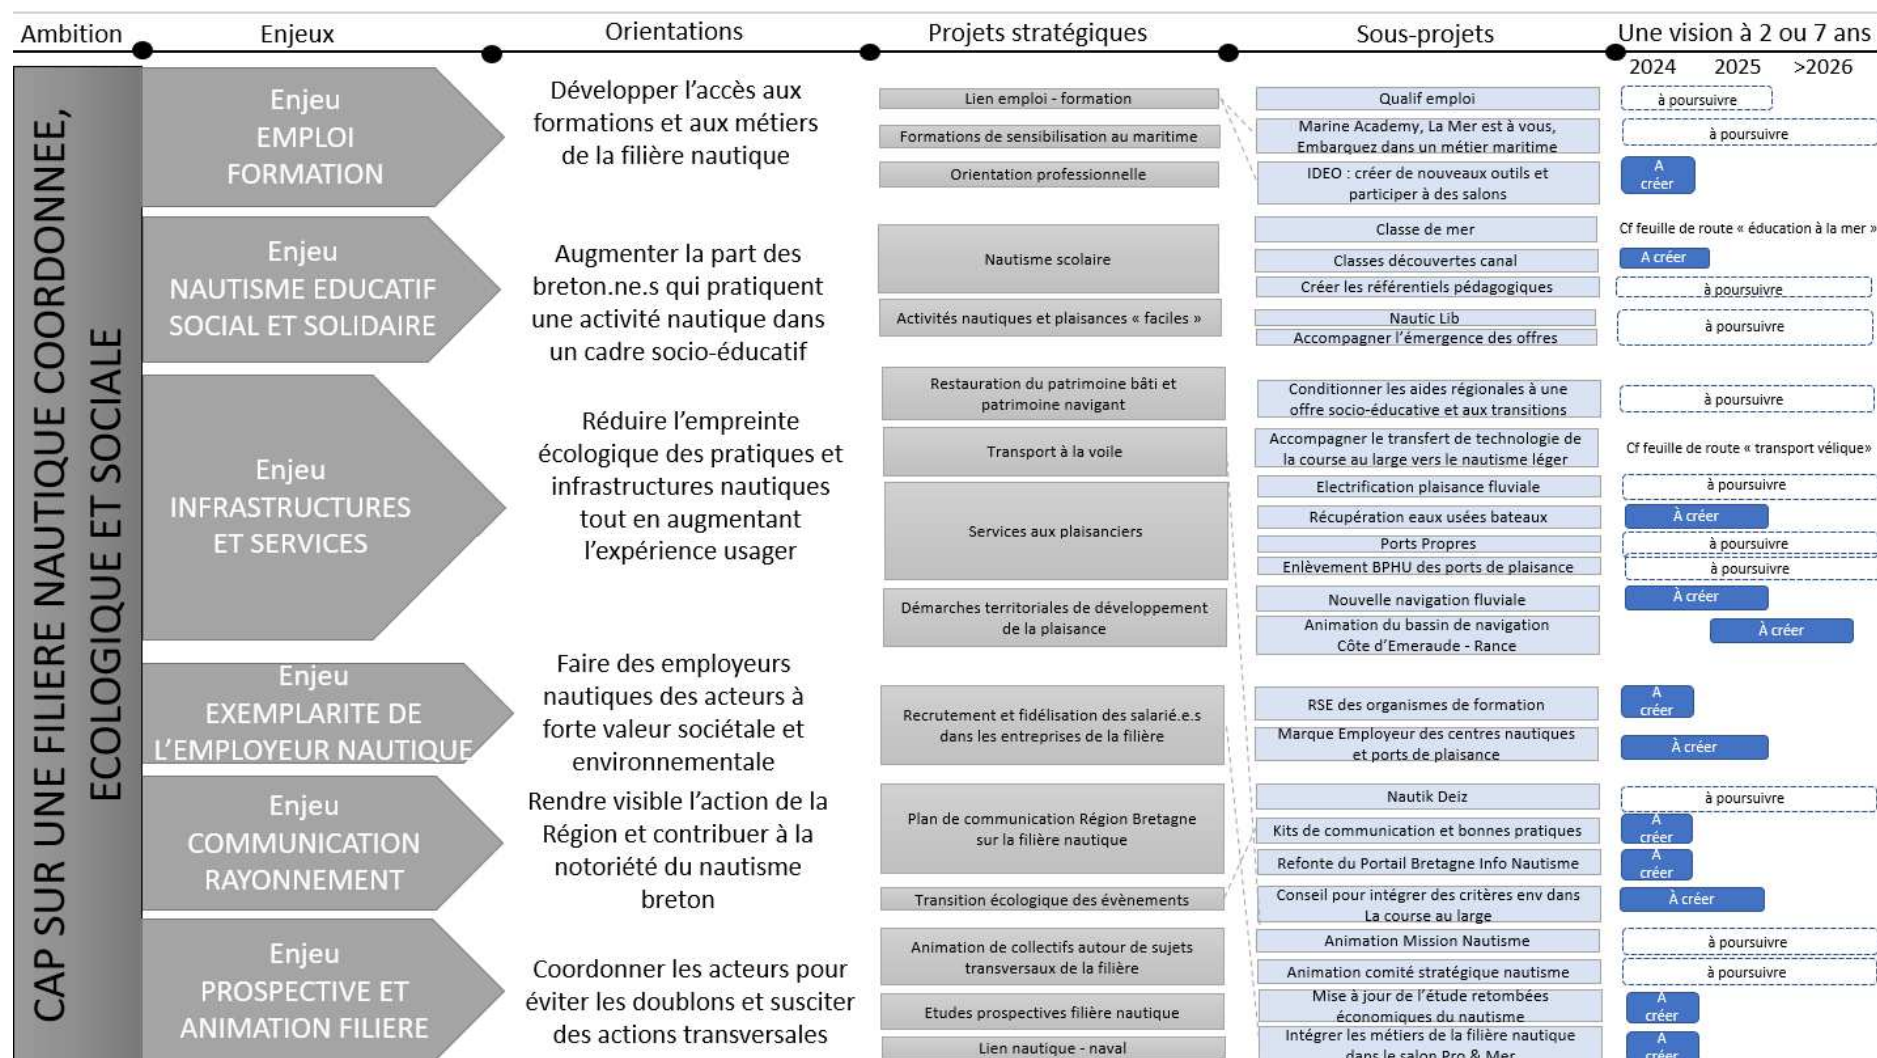 Ambition
Enjeux
Orientations
Projets stratégiques
Sous-projets
Une vision à 2 ou 7 ans
2024
2025
>2026
CAP SUR UNE FILIERE NAUTIQUE COORDONNEE,
ECOLOGIQUE ET SOCIALE
Enjeu
EMPLOI
FORMATION
Développer l’accès aux
formations et aux métiers
de la filière nautique
Lien emploi - formation
Formations de sensibilisation au maritime
Orientation professionnelle
Qualif emploi
à poursuivre
Marine Academy, La Mer est à vous,
Embarquez dans un métier maritime
à poursuivre
IDEO : créer de nouveaux outils et
participer à des salons
A
créer
Enjeu
NAUTISME EDUCATIF
SOCIAL ET SOLIDAIRE
Augmenter la part des
breton.ne.s qui pratiquent
une activité nautique dans
un cadre socio-éducatif
Nautisme scolaire
Activités nautiques et plaisances « faciles »
Classe de mer
Cf feuille de route « éducation à la mer »
Classes découvertes canal
A créer
Créer les référentiels pédagogiques
à poursuivre
Nautic Lib
Accompagner l’émergence des offres
à poursuivre
Enjeu
INFRASTRUCTURES
ET SERVICES
Réduire l’empreinte
écologique des pratiques et
infrastructures nautiques
tout en augmentant
l’expérience usager
Restauration du patrimoine bâti et
patrimoine navigant
Transport à la voile
Services aux plaisanciers
Démarches territoriales de développement
de la plaisance
Conditionner les aides régionales à une
offre socio-éducative et aux transitions
à poursuivre
Accompagner le transfert de technologie de
la course au large vers le nautisme léger
Cf feuille de route « transport vélique»
Electrification plaisance fluviale
à poursuivre
Récupération eaux usées bateaux
À créer
Ports Propres
à poursuivre
Enlèvement BPHU des ports de plaisance
à poursuivre
Nouvelle navigation fluviale
À créer
Animation du bassin de navigation
Côte d’Emeraude - Rance
À créer
Enjeu
EXEMPLARITE DE
L’EMPLOYEUR NAUTIQUE
Faire des employeurs
nautiques des acteurs à
forte valeur sociétale et
environnementale
Recrutement et fidélisation des salarié.e.s
dans les entreprises de la filière
RSE des organismes de formation
A
créer
Marque Employeur des centres nautiques
et ports de plaisance
À créer
Enjeu
COMMUNICATION
RAYONNEMENT
Rendre visible l’action de la
Région et contribuer à la
notoriété du nautisme
breton
Plan de communication Région Bretagne
sur la filière nautique
Transition écologique des évènements
Nautik Deiz
à poursuivre
Kits de communication et bonnes pratiques
A
créer
Refonte du Portail Bretagne Info Nautisme
A
créer
Conseil pour intégrer des critères env dans
La course au large
À créer
Enjeu
PROSPECTIVE ET
ANIMATION FILIERE
Coordonner les acteurs pour
éviter les doublons et susciter
des actions transversales
Animation de collectifs autour de sujets
transversaux de la filière
Etudes prospectives filière nautique
Lien nautique - naval
Animation Mission Nautisme
à poursuivre
Animation comité stratégique nautisme
à poursuivre
Mise à jour de l’étude retombées
économiques du nautisme
A
créer
Intégrer les métiers de la filière nautique
dans le salon Pro & Mer
A
créer